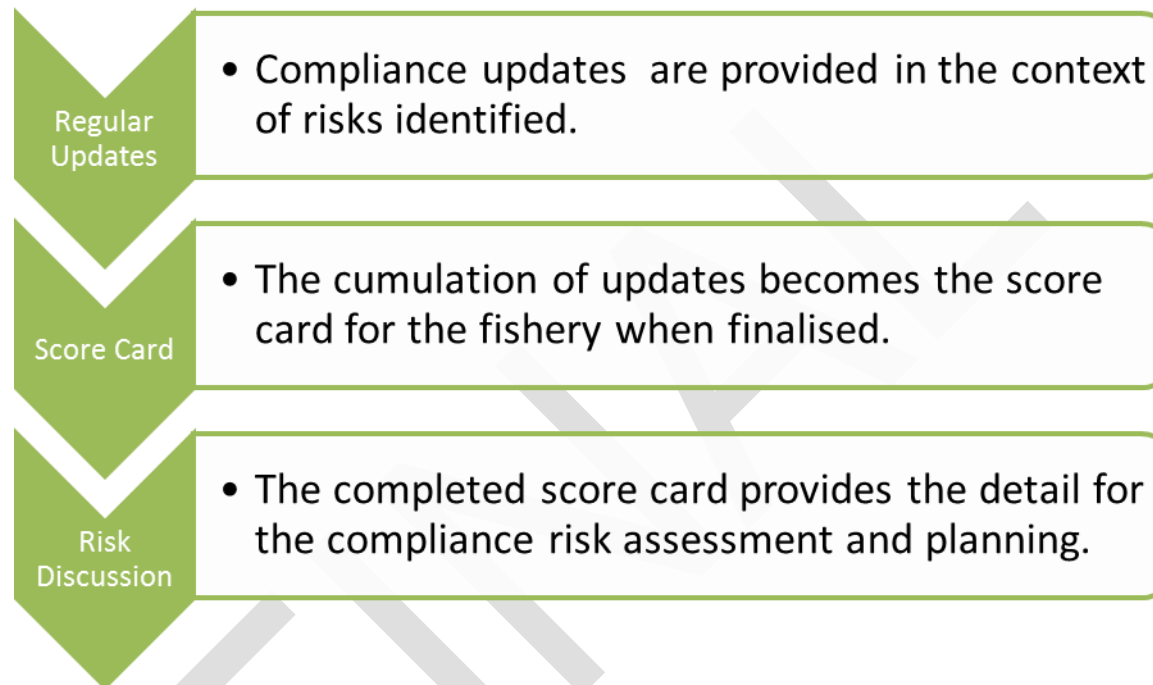 Regular
Updates
• Compliance updates are provided in the context
of risks identified.
Score Card
• The cumulation of updates becomes the score
card for the fishery when finalised.
Risk
Discussion
• The completed score card provides the detail for
the compliance risk assessment and planning.